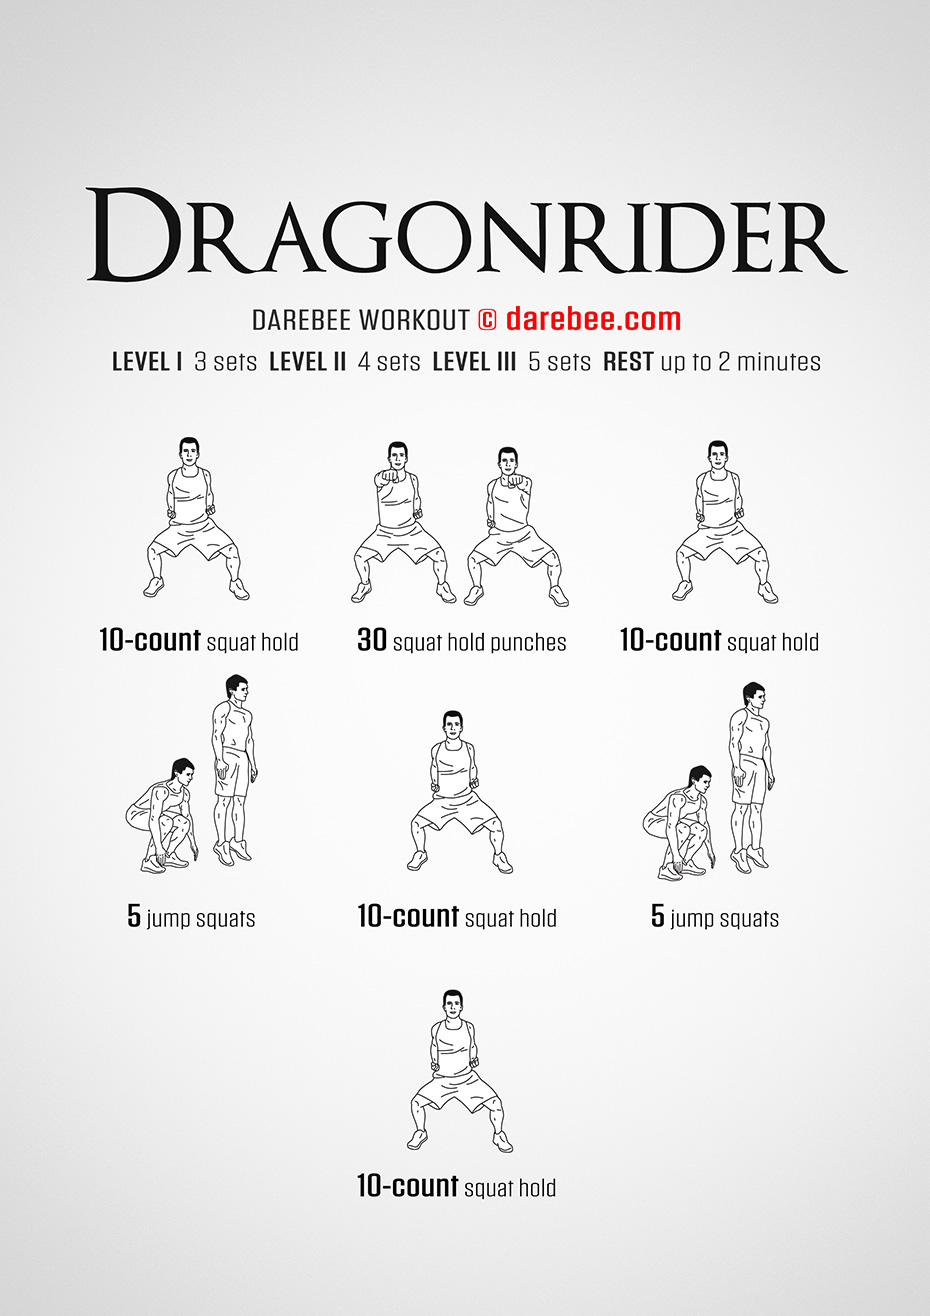 DRAGONRIDER
DAREBEE WORKOUT © darebee.com
LEVEL I 3 sets LEVEL II 4 sets LEVEL III 5 sets REST up to 2 minutes
10-count squat hold
30 squat hold punches
10-count squat hold
5 jump squats
10-count squat hold
5 jump squats
10-count squat hold